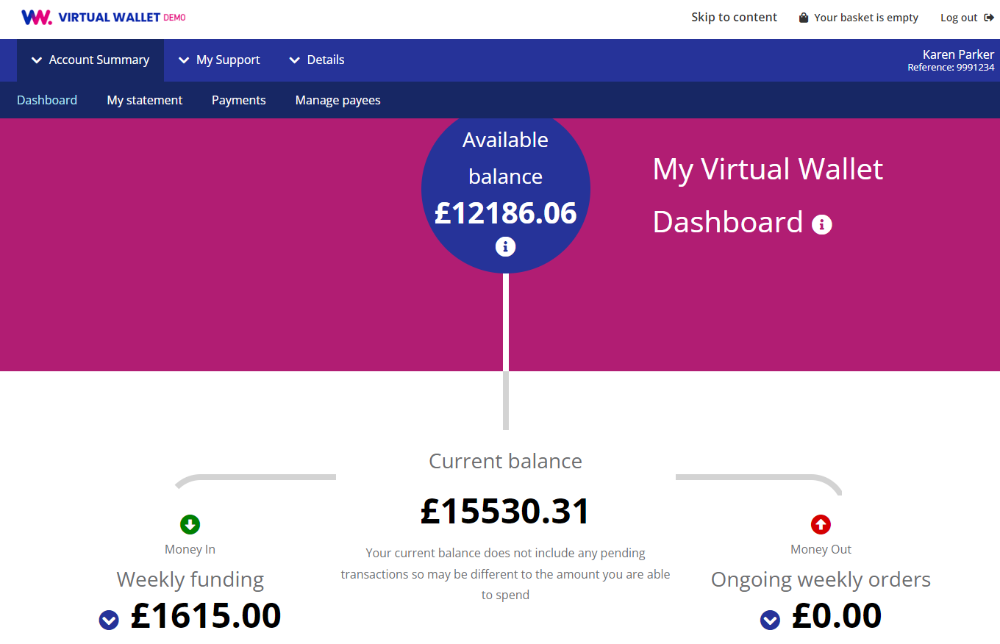 VW. VIRTUAL WALLET DEMO
Skip to content
Your basket is empty
Log out
Account Summary
My Support
Details
Karen Parker
Reference: 9991234
Dashboard
My statement
Payments
Manage payees
Available
balance
£12186.06
My Virtual Wallet
Dashboard
Current balance
£15530.31
Your current balance does not include any pending
transactions so may be different to the amount you are able
to spend
Money In
Weekly funding
£1615.00
Money Out
Ongoing weekly orders
£0.00